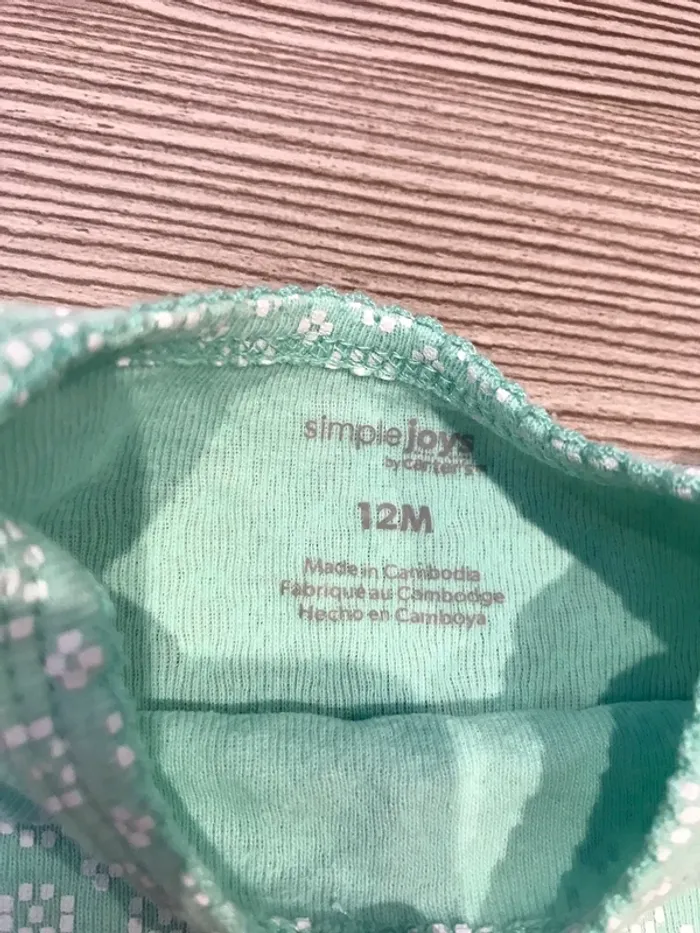 simple joys
by carter's
12M
Made in Cambodia
Fabriqué au Cambodge
Hecho en Camboya